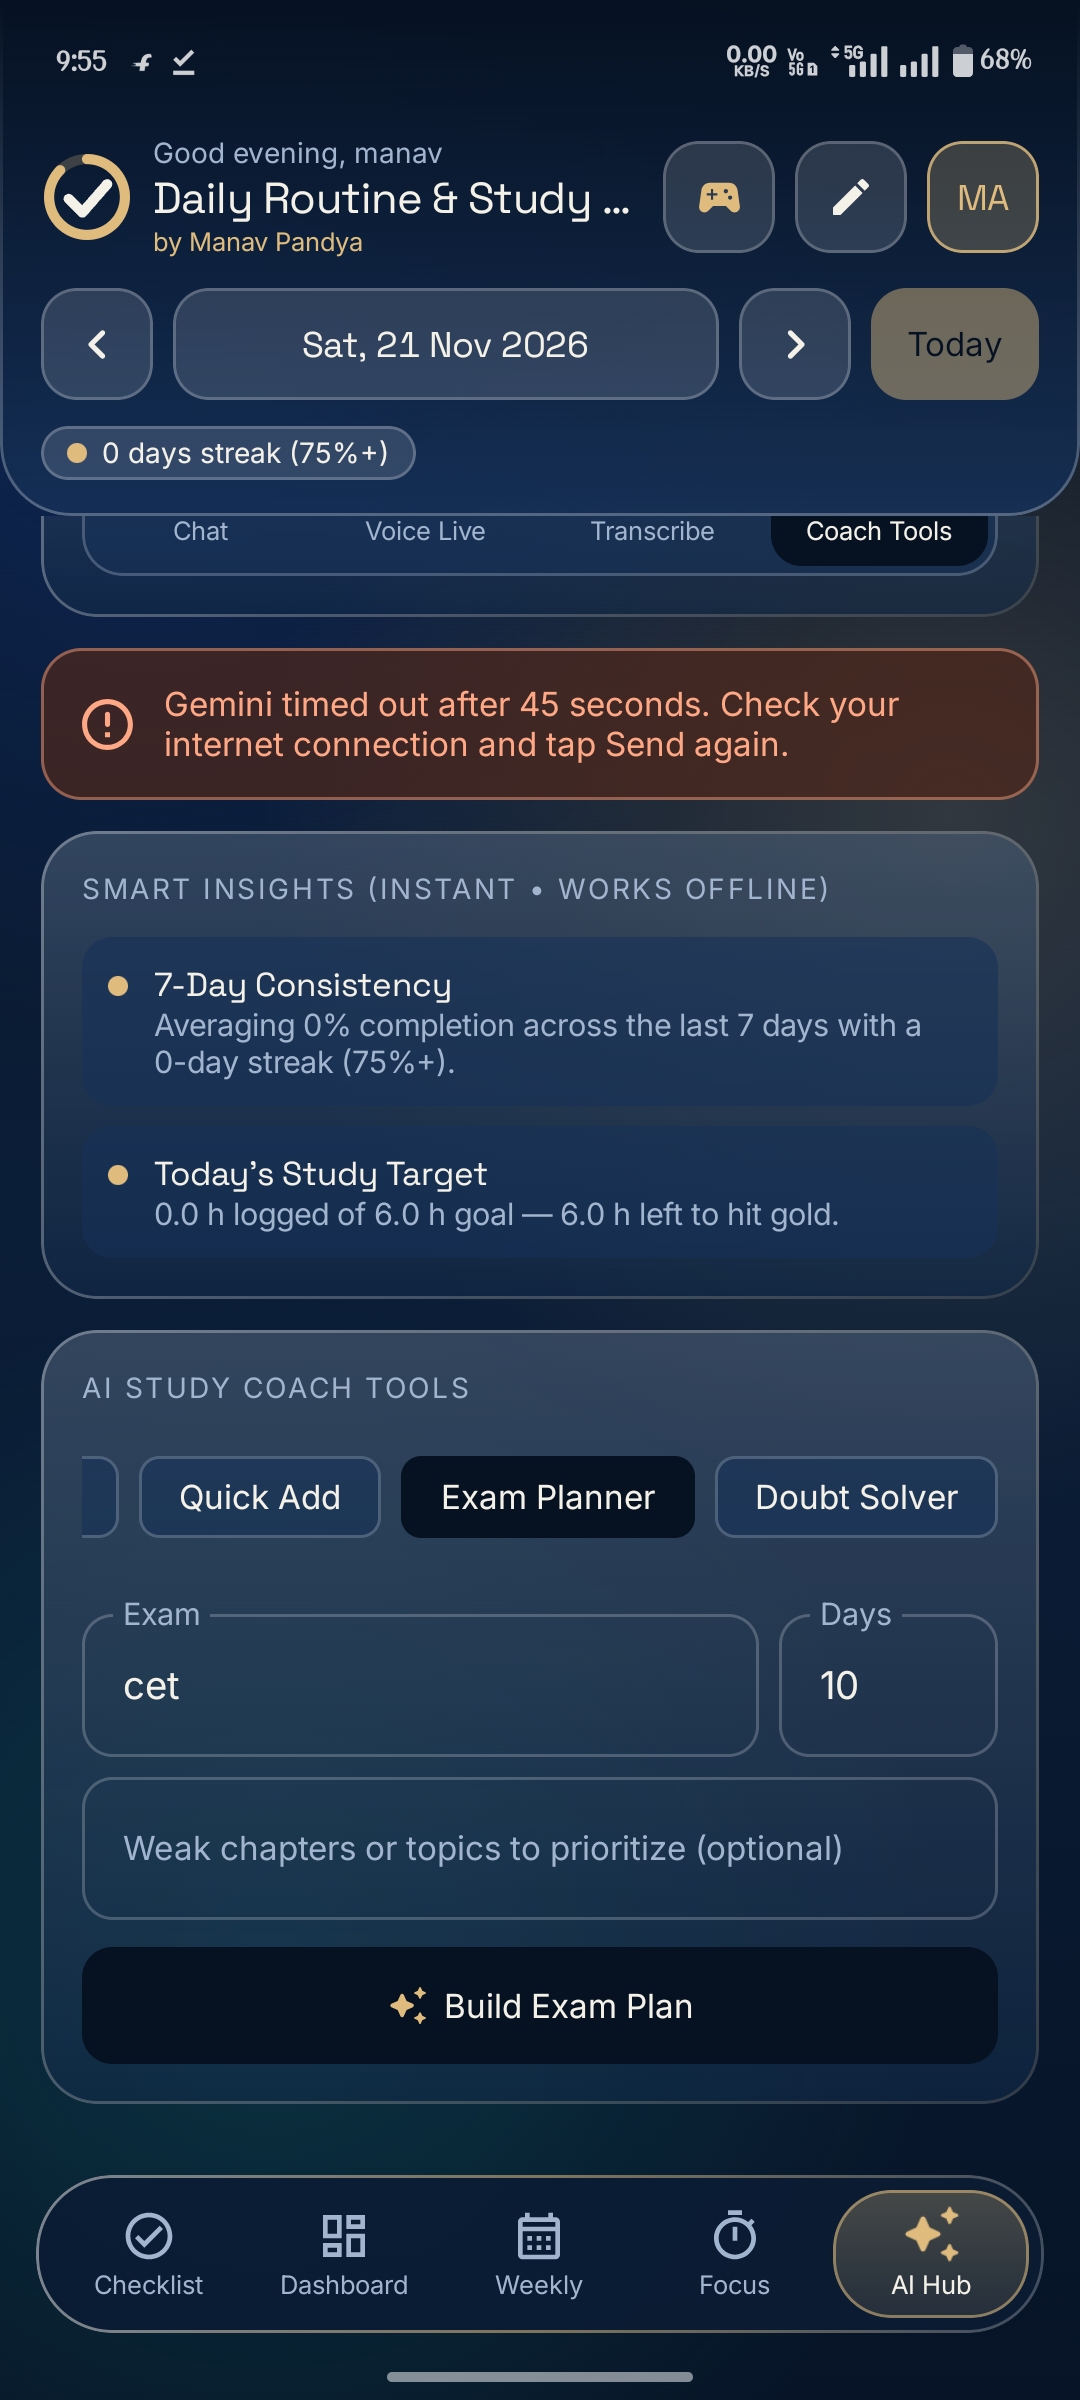 9:55
0.00 KB/S Vo 5G 5G 68%
Good evening, manav
Daily Routine & Study ...
by Manav Pandya
MA
Sat, 21 Nov 2026
Today
0 days streak (75%+)
Chat Voice Live Transcribe Coach Tools
Gemini timed out after 45 seconds. Check your
internet connection and tap Send again.
SMART INSIGHTS (INSTANT • WORKS OFFLINE)
7-Day Consistency
Averaging 0% completion across the last 7 days with a
0-day streak (75%+).
Today's Study Target
0.0 h logged of 6.0 h goal — 6.0 h left to hit gold.
AI STUDY COACH TOOLS
Quick Add Exam Planner Doubt Solver
Exam Days
cet 10
Weak chapters or topics to prioritize (optional)
Build Exam Plan
Checklist Dashboard Weekly Focus AI Hub